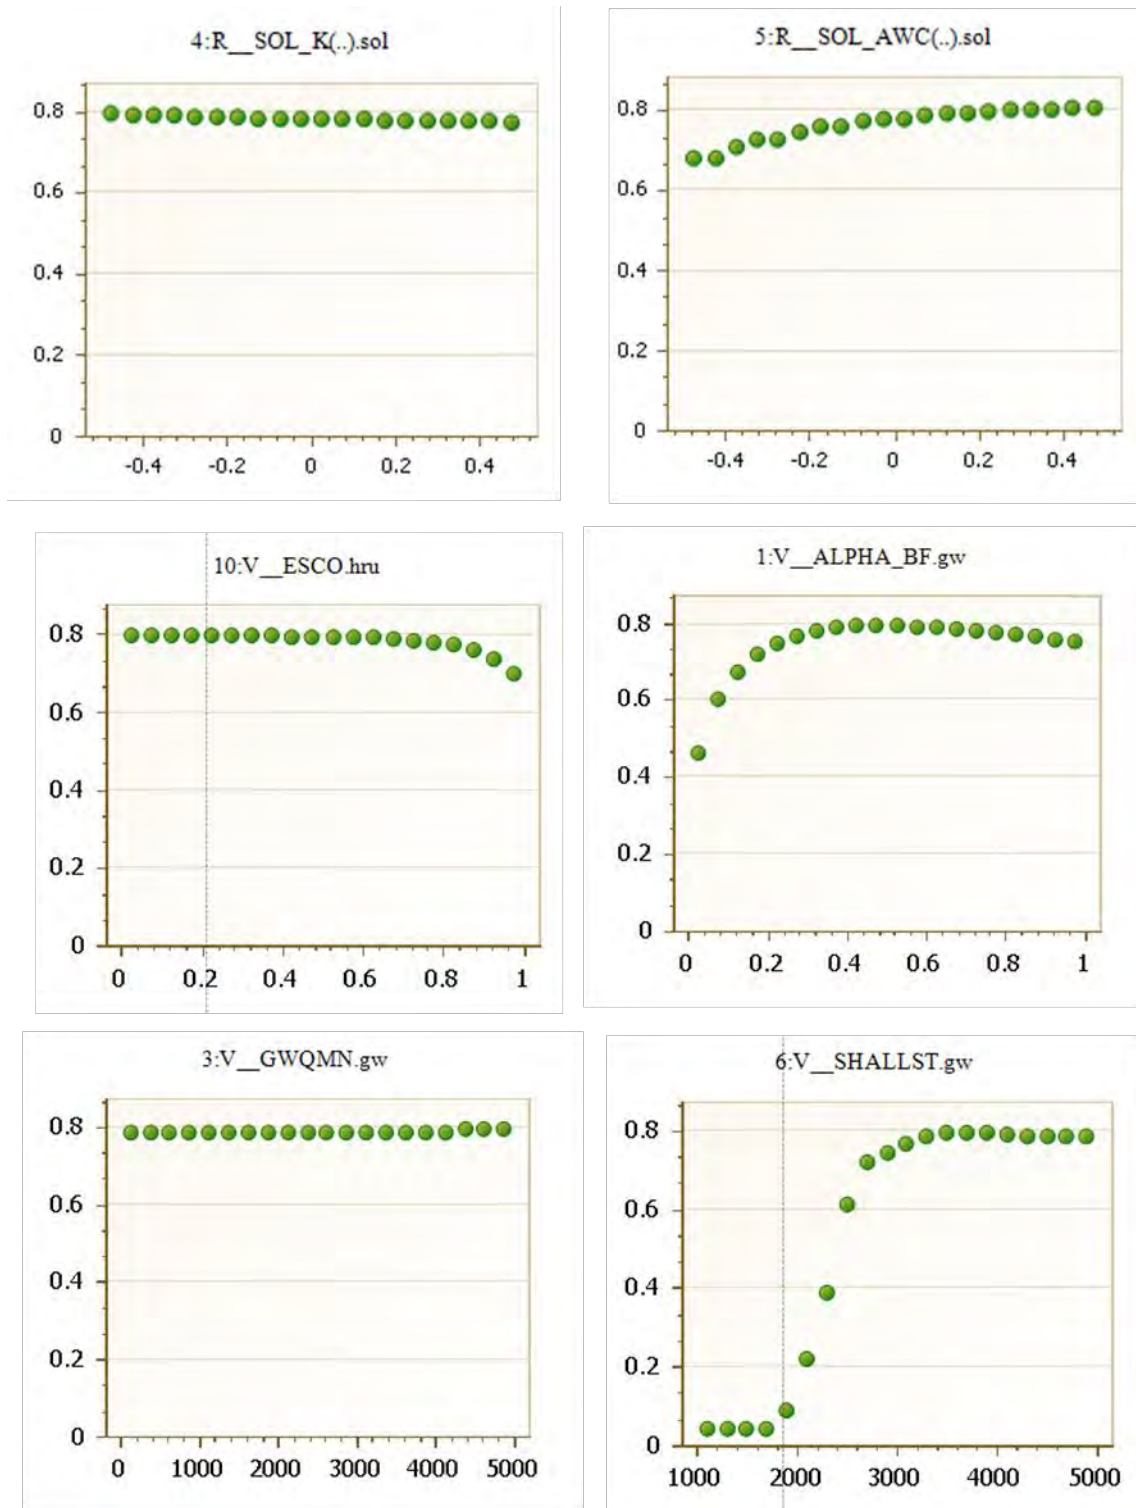 4:R__SOL_K(..).sol
0.8
0.6
0.4
0.2
0
-0.4 -0.2 0 0.2 0.4
5:R__SOL_AWC(..).sol
0.8
0.6
0.4
0.2
0
-0.4 -0.2 0 0.2 0.4
10:V__ESCO.hru
0.8
0.6
0.4
0.2
0
0 0.2 0.4 0.6 0.8 1
1:V__ALPHA_BF.gw
0.8
0.6
0.4
0.2
0
0 0.2 0.4 0.6 0.8 1
3:V__GWQMN.gw
0.8
0.6
0.4
0.2
0
0 1000 2000 3000 4000 5000
6:V__SHALLST.gw
0.8
0.6
0.4
0.2
0
1000 2000 3000 4000 5000